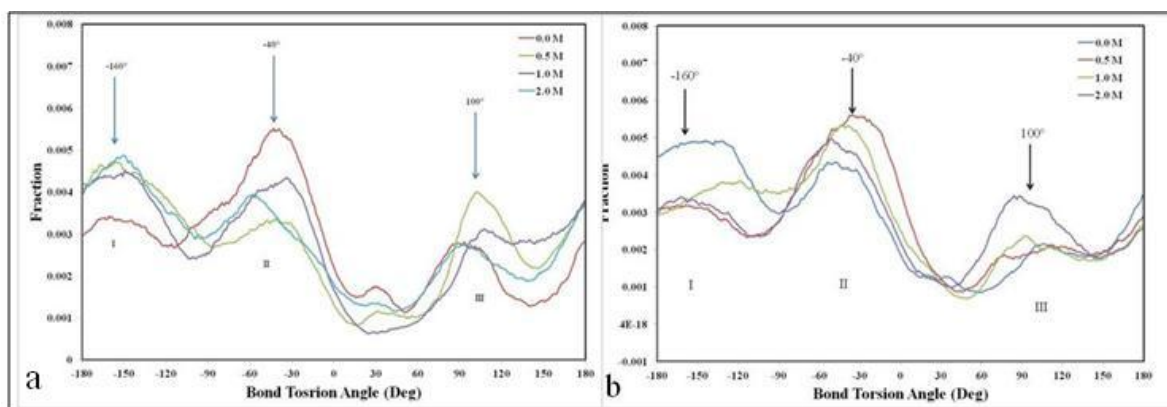 0.008
0.007
0.006
0.005
0.004
0.003
0.002
0.001
0
Fraction
-160°
-40°
100°
0.0 M
0.5 M
1.0 M
2.0 M
I
II
III
-180 -150 -120 -90 -60 -30 0 30 60 90 120 150 180
Bond Tosrion Angle (Deg)
a
0.008
0.007
0.006
0.005
0.004
0.003
0.002
0.001
4E-18
-0.001
Fraction
-160°
-40°
100°
0.0 M
0.5 M
1.0 M
2.0 M
I
II
III
-180 -150 -120 -90 -60 -30 0 30 60 90 120 150 180
Bond Torsion Angle (Deg)
b